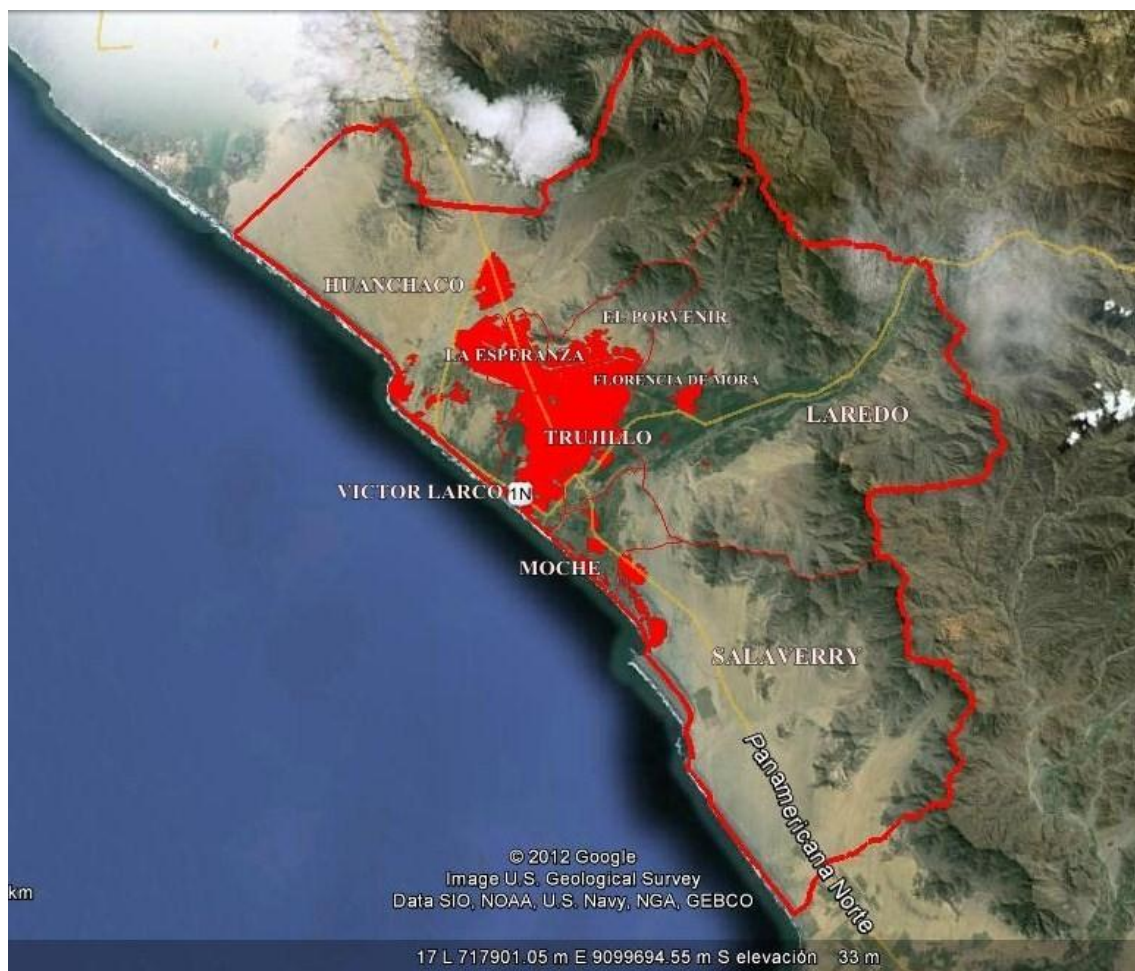 HUANCHACO
EL PORVENIR
LA ESPERANZA
FLORENCIA DE MORA
LAREDO
TRUJILLO
VICTOR LARCO
1N
MOCHE
SALAVERRY
Panamericana Norte
© 2012 Google
Image U.S. Geological Survey
km
Data SIO, NOAA, U.S. Navy, NGA, GEBCO
17 L 717901.05 m E 9099694.55 m S elevación 33 m